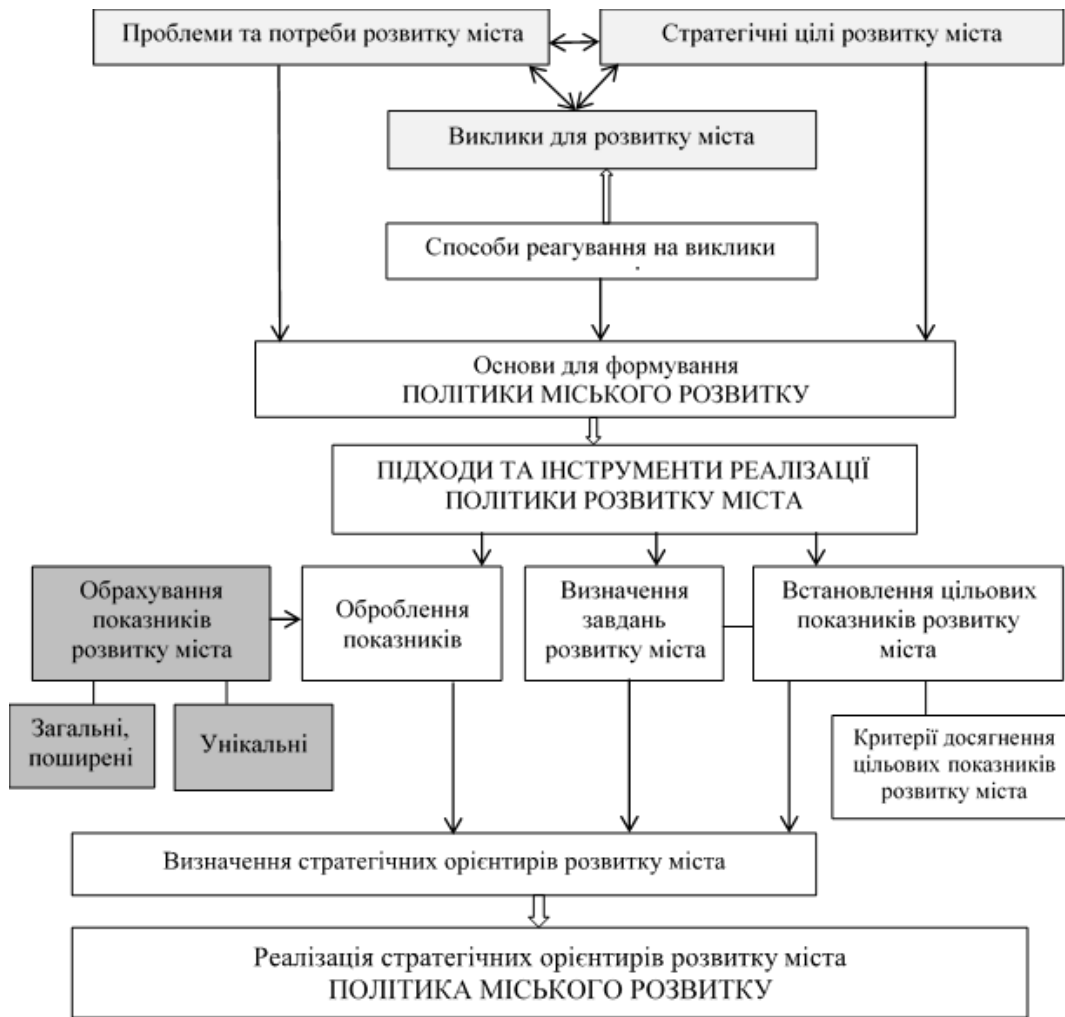 Проблеми та потреби розвитку міста
Стратегічні цілі розвитку міста
Виклики для розвитку міста
Способи реагування на виклики
Основи для формування
ПОЛІТИКИ МІСЬКОГО РОЗВИТКУ
ПІДХОДИ ТА ІНСТРУМЕНТИ РЕАЛІЗАЦІЇ
ПОЛІТИКИ РОЗВИТКУ МІСТА
Обрахування
показників
розвитку міста
Оброблення
показників
Визначення
завдань
розвитку міста
Встановлення цільових
показників розвитку
міста
Загальні,
поширені
Унікальні
Критерії досягнення
цільових показників
розвитку міста
Визначення стратегічних орієнтирів розвитку міста
Реалізація стратегічних орієнтирів розвитку міста
ПОЛІТИКА МІСЬКОГО РОЗВИТКУ